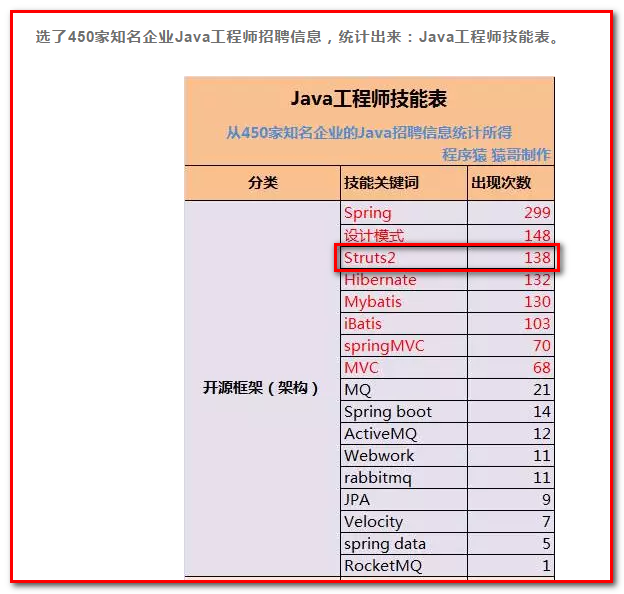 选了450家知名企业Java工程师招聘信息，统计出来：Java工程师技能表。
Java工程师技能表
从450家知名企业的Java招聘信息统计所得
程序猿 猿哥制作
分类 技能关键词 出现次数
Spring 299
设计模式 148
Struts2 138
Hibernate 132
Mybatis 130
iBatis 103
springMVC 70
MVC 68
开源框架（架构） MQ 21
Spring boot 14
ActiveMQ 12
Webwork 11
rabbitmq 11
JPA 9
Velocity 7
spring data 5
RocketMQ 1